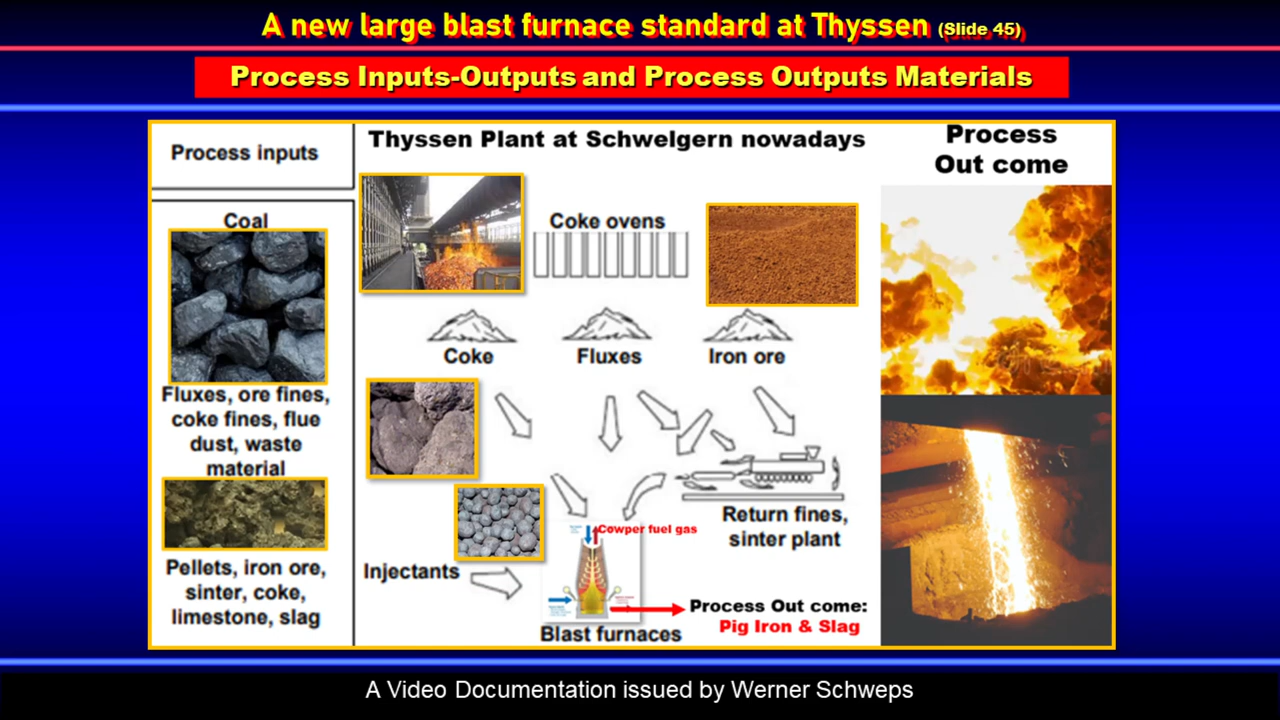 A new large blast furnace standard at Thyssen (Slide 45)
Process Inputs-Outputs and Process Outputs Materials
Process inputs
Coal
Fluxes, ore fines,
coke fines, flue
dust, waste
material
Pellets, iron ore,
sinter, coke,
limestone, slag
Thyssen Plant at Schwelgern nowadays
Coke ovens
Coke
Fluxes
Iron ore
Return fines,
sinter plant
Cowper fuel gas
Injectants
Blast furnaces
Process Out come:
Pig Iron & Slag
Process
Out come
A Video Documentation issued by Werner Schweps